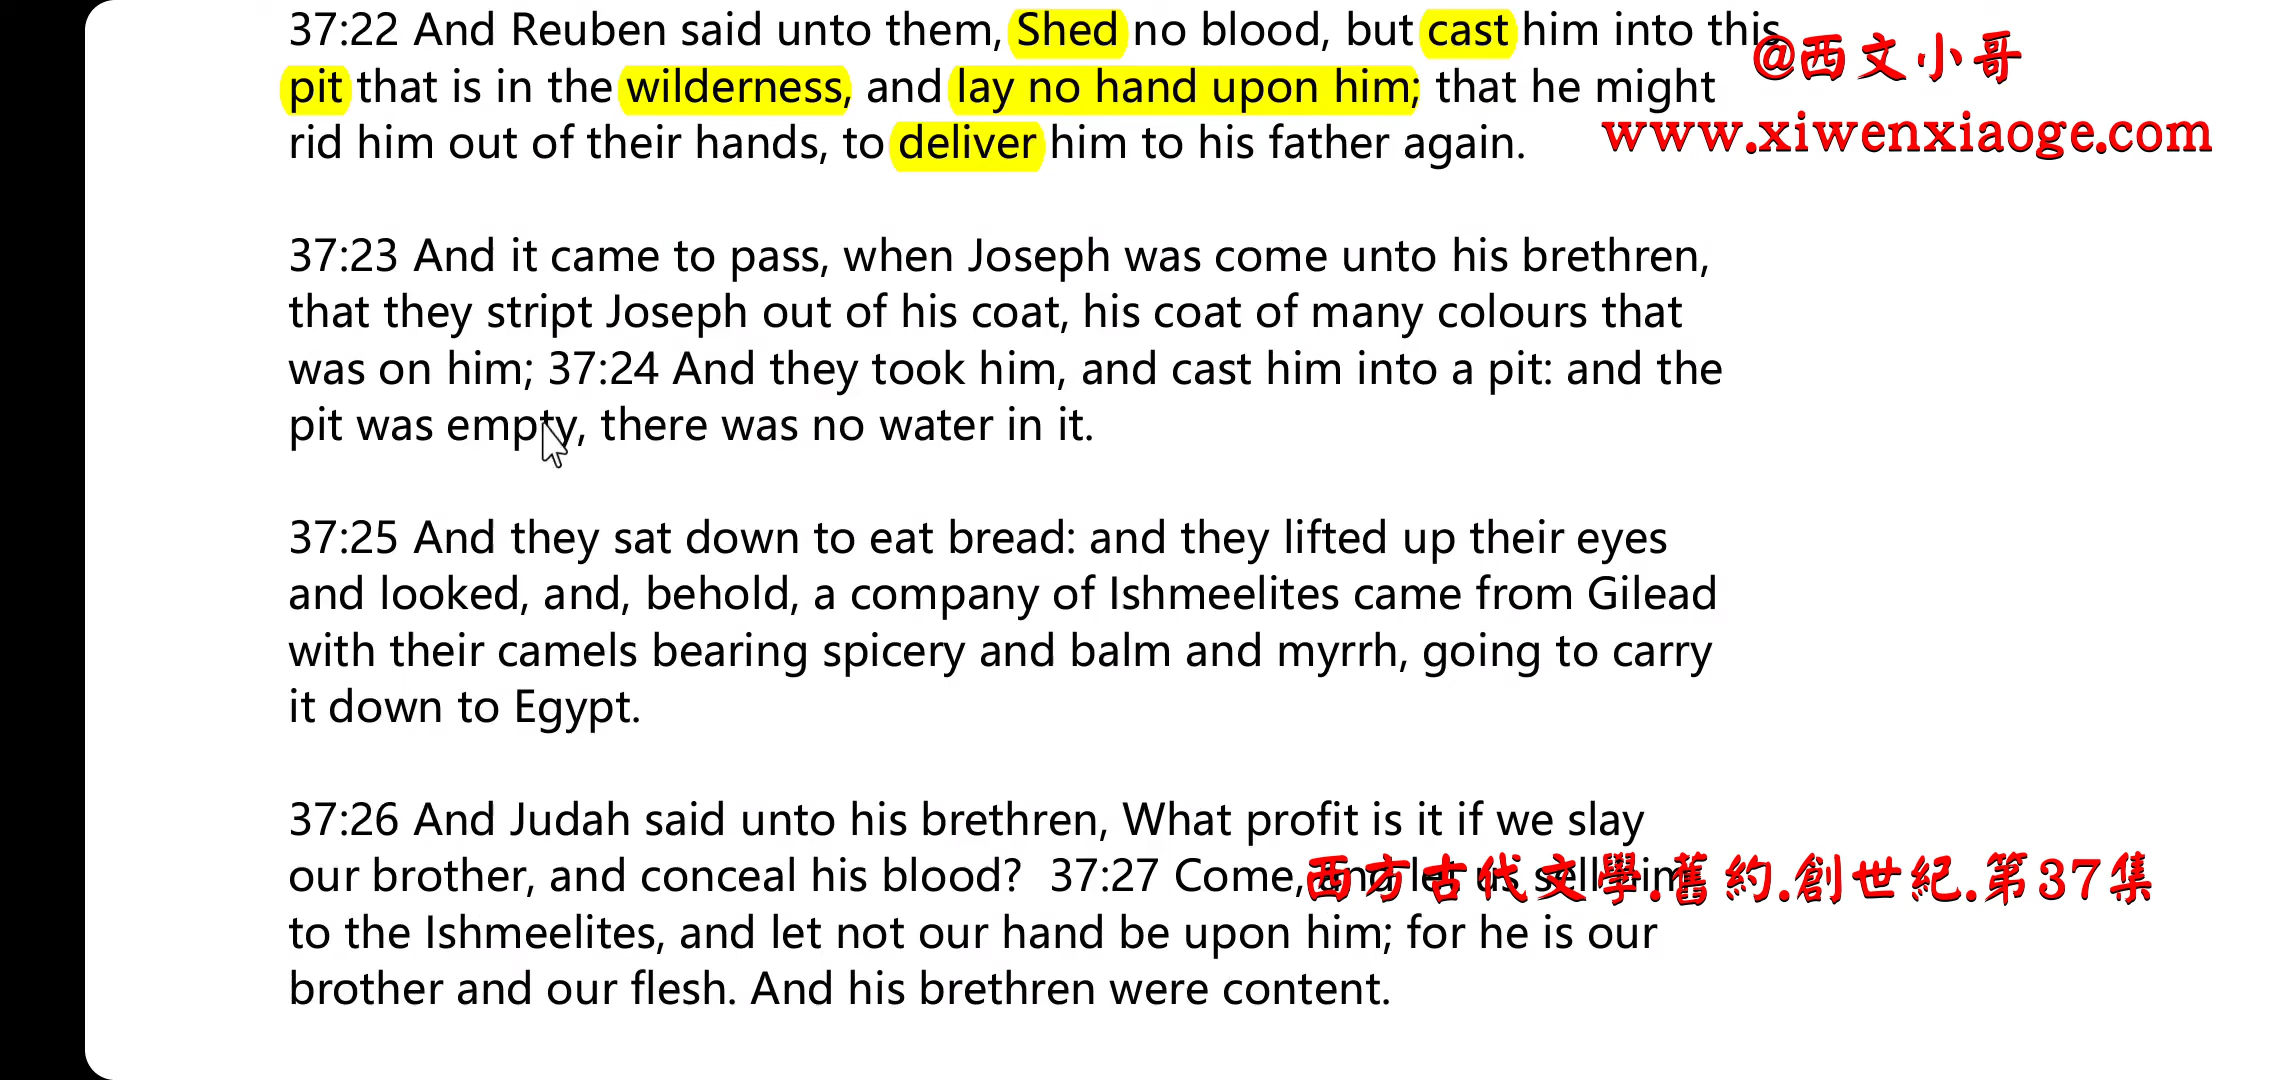 37:22 And Reuben said unto them, Shed no blood, but cast him into this
pit that is in the wilderness, and lay no hand upon him; that he might
rid him out of their hands, to deliver him to his father again.
@西文小哥
www.xiwenxiaoge.com
37:23 And it came to pass, when Joseph was come unto his brethren,
that they stript Joseph out of his coat, his coat of many colours that
was on him; 37:24 And they took him, and cast him into a pit: and the
pit was empty, there was no water in it.
37:25 And they sat down to eat bread: and they lifted up their eyes
and looked, and, behold, a company of Ishmeelites came from Gilead
with their camels bearing spicery and balm and myrrh, going to carry
it down to Egypt.
37:26 And Judah said unto his brethren, What profit is it if we slay
our brother, and conceal his blood?  37:27 Come, and let us sell him
西方古代文學.舊約.創世紀.第37集
to the Ishmeelites, and let not our hand be upon him; for he is our
brother and our flesh. And his brethren were content.